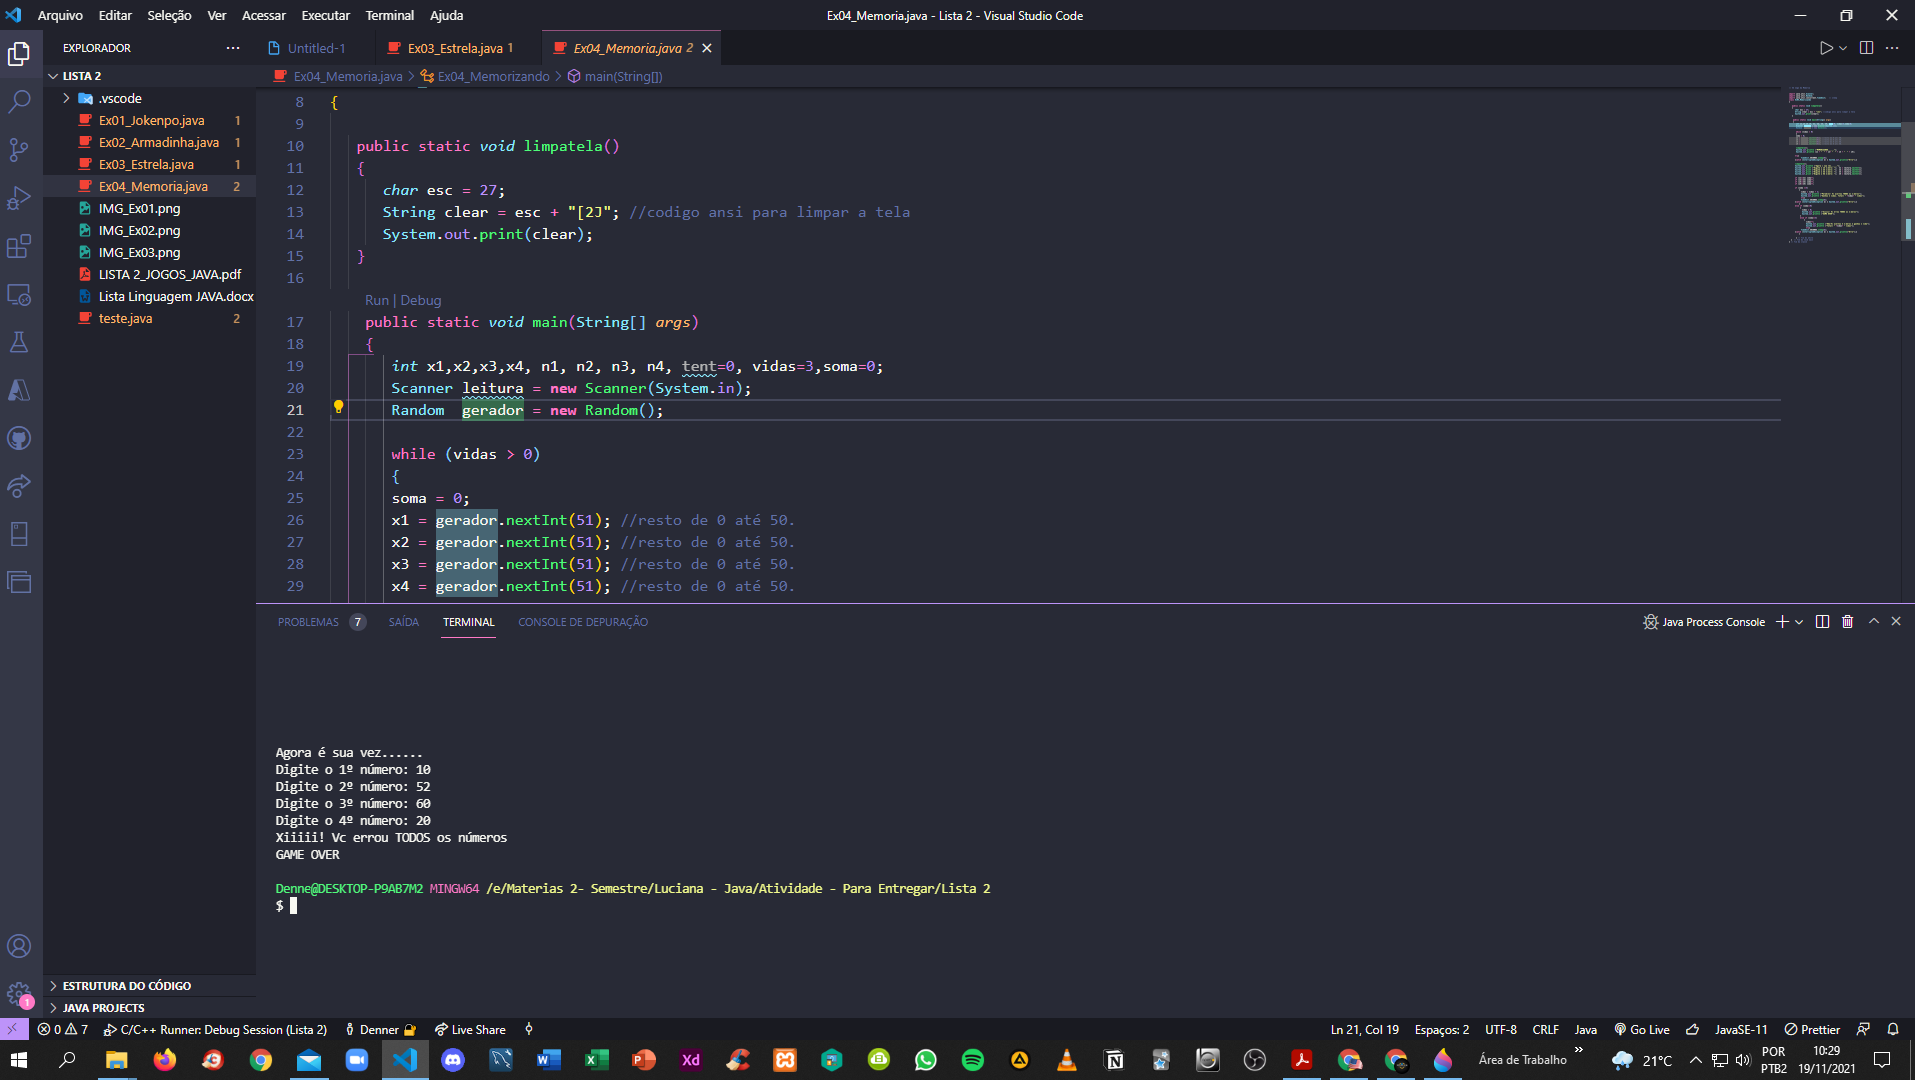 Arquivo Editar Seleção Ver Acessar Executar Terminal Ajuda
Ex04_Memoria.java - Lista 2 - Visual Studio Code
EXPLORADOR
Untitled-1
Ex03_Estrela.java 1
Ex04_Memoria.java 2
LISTA 2
Ex04_Memoria.java > Ex04_Memorizando > main(String[])
.vscode
Ex01_Jokenpo.java 1
Ex02_Armadinha.java 1
Ex03_Estrela.java 1
Ex04_Memoria.java 2
IMG_Ex01.png
IMG_Ex02.png
IMG_Ex03.png
LISTA 2_JOGOS_JAVA.pdf
Lista Linguagem JAVA.docx
teste.java 2
8 {
9
10 public static void limpatela()
11 {
12 char esc = 27;
13 String clear = esc + "[2J"; //codigo ansi para limpar a tela
14 System.out.print(clear);
15 }
16
Run | Debug
17 public static void main(String[] args)
18 {
19 int x1,x2,x3,x4, n1, n2, n3, n4, tent=0, vidas=3,soma=0;
20 Scanner leitura = new Scanner(System.in);
21 Random gerador = new Random();
22
23 while (vidas > 0)
24 {
25 soma = 0;
26 x1 = gerador.nextInt(51); //resto de 0 até 50.
27 x2 = gerador.nextInt(51); //resto de 0 até 50.
28 x3 = gerador.nextInt(51); //resto de 0 até 50.
29 x4 = gerador.nextInt(51); //resto de 0 até 50.
PROBLEMAS 7 SAÍDA TERMINAL CONSOLE DE DEPURAÇÃO
Java Process Console
Agora é sua vez......
Digite o 1º número: 10
Digite o 2º número: 52
Digite o 3º número: 60
Digite o 4º número: 20
Xiiiii! Vc errou TODOS os números
GAME OVER
Denne@DESKTOP-P9AB7M2 MINGW64 /e/Materias 2- Semestre/Luciana - Java/Atividade - Para Entregar/Lista 2
$
ESTRUTURA DO CÓDIGO
JAVA PROJECTS
1
0 7 C/C++ Runner: Debug Session (Lista 2) Denner Live Share
Ln 21, Col 19 Espaços: 2 UTF-8 CRLF Java Go Live JavaSE-11 Prettier
Xd
Área de Trabalho
21°C
POR
PTB2
10:29
19/11/2021